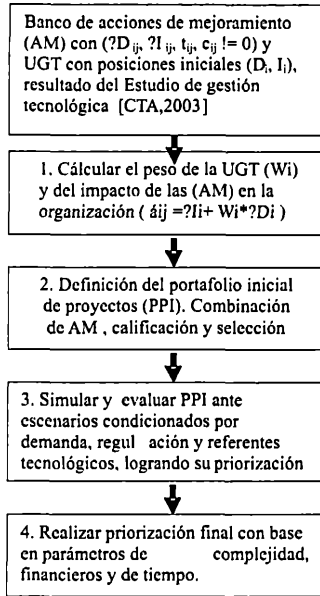 Banco de acciones de mejoramiento
(AM) con (?D ij, ?I ij, tij, cij != 0) y
UGT con posiciones iniciales (Di, Ii),
resultado del Estudio de gestión
tecnológica [CTA,2003]
1. Cálcular el peso de la UGT (Wi)
y del impacto de las (AM) en la
organización ( áij =?Ii+ Wi*?Di )
2. Definición del portafolio inicial
de proyectos (PPI). Combinación
de AM , calificación y selección
3. Simular y evaluar PPI ante
escenarios condicionados por
demanda, regul ación y referentes
tecnológicos, logrando su priorización
4. Realizar priorización final con base
en parámetros de complejidad,
financieros y de tiempo.